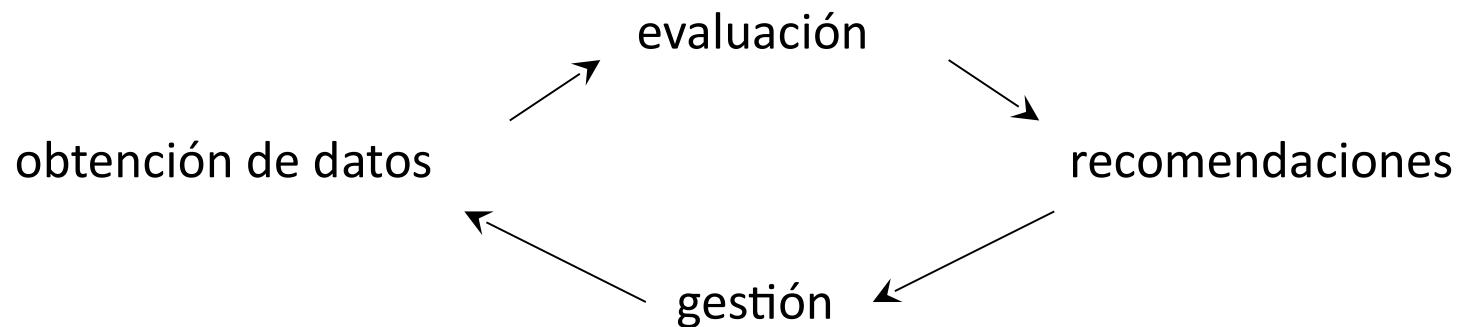 evaluación
obtención de datos
recomendaciones
gestión